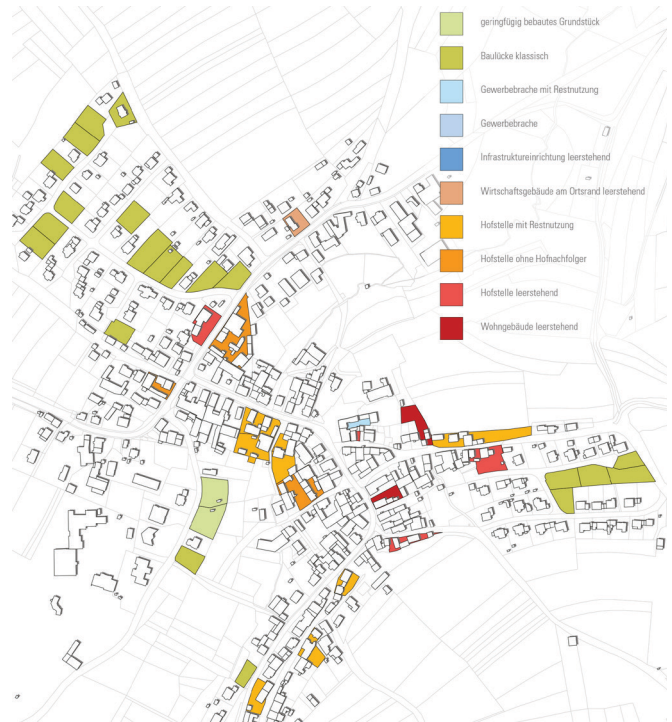 geringfügig bebautes Grundstück
Baulücke klassisch
Gewerbebrache mit Restnutzung
Gewerbebrache
Infrastruktureinrichtung leerstehend
Wirtschaftsgebäude am Ortsrand leerstehend
Hofstelle mit Restnutzung
Hofstelle ohne Hofnachfolger
Hofstelle leerstehend
Wohngebäude leerstehend